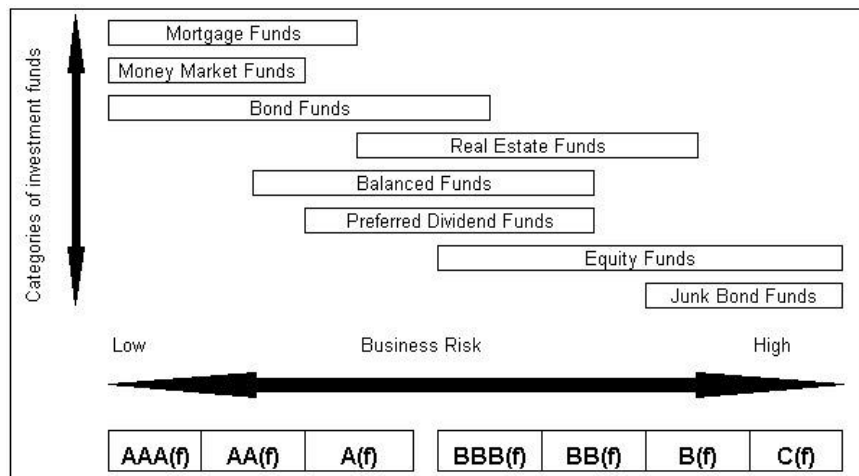 Categories of investment funds
Mortgage Funds
Money Market Funds
Bond Funds
Real Estate Funds
Balanced Funds
Preferred Dividend Funds
Equity Funds
Junk Bond Funds
Low Business Risk High
AAA(f) AA(f) A(f) BBB(f) BB(f) B(f) C(f)